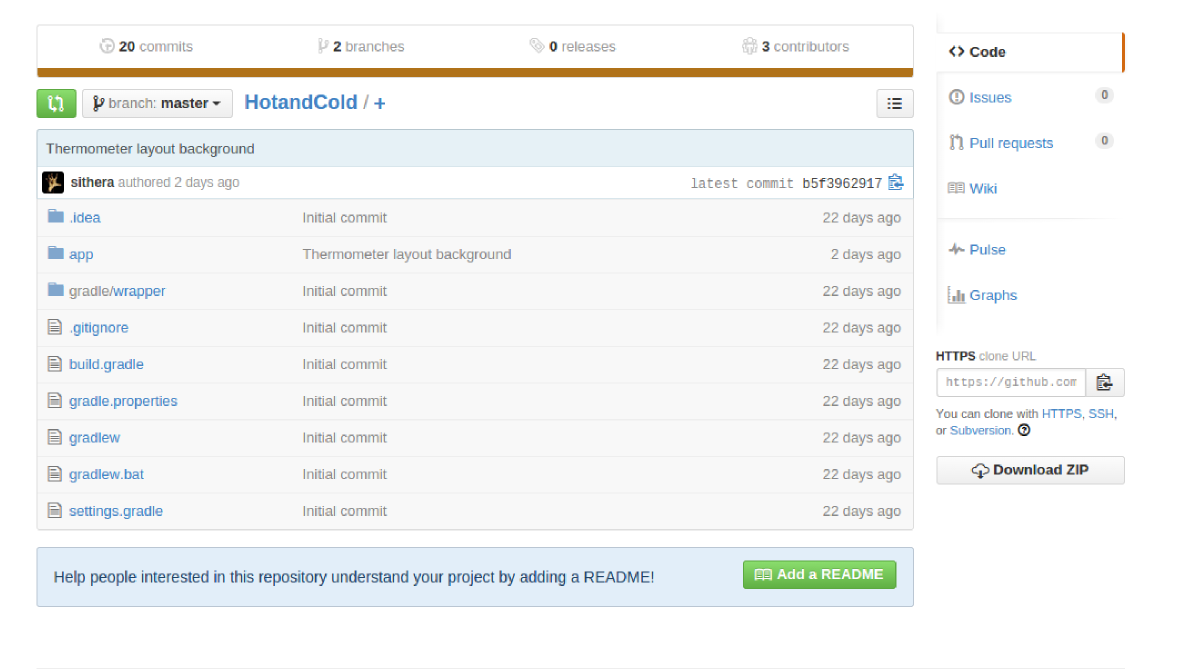 20 commits 2 branches 0 releases 3 contributors
branch: master HotandCold / +
Thermometer layout background
sithera authored 2 days ago latest commit b5f3962917
.idea Initial commit 22 days ago
app Thermometer layout background 2 days ago
gradle/wrapper Initial commit 22 days ago
.gitignore Initial commit 22 days ago
build.gradle Initial commit 22 days ago
gradle.properties Initial commit 22 days ago
gradlew Initial commit 22 days ago
gradlew.bat Initial commit 22 days ago
settings.gradle Initial commit 22 days ago
Help people interested in this repository understand your project by adding a README! Add a README
Code
Issues 0
Pull requests 0
Wiki
Pulse
Graphs
HTTPS clone URL
https://github.com
You can clone with HTTPS, SSH,
or Subversion.
Download ZIP